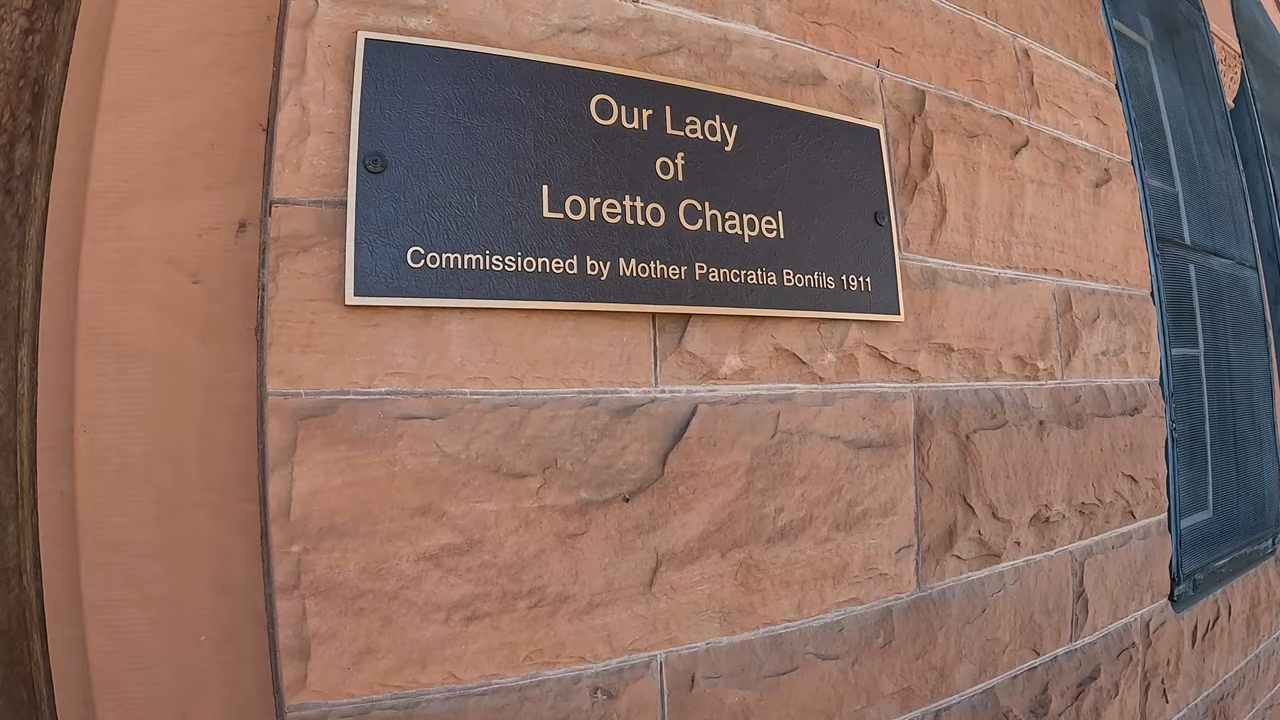 Our Lady
of
Loretto Chapel
Commissioned by Mother Pancratia Bonfils 1911